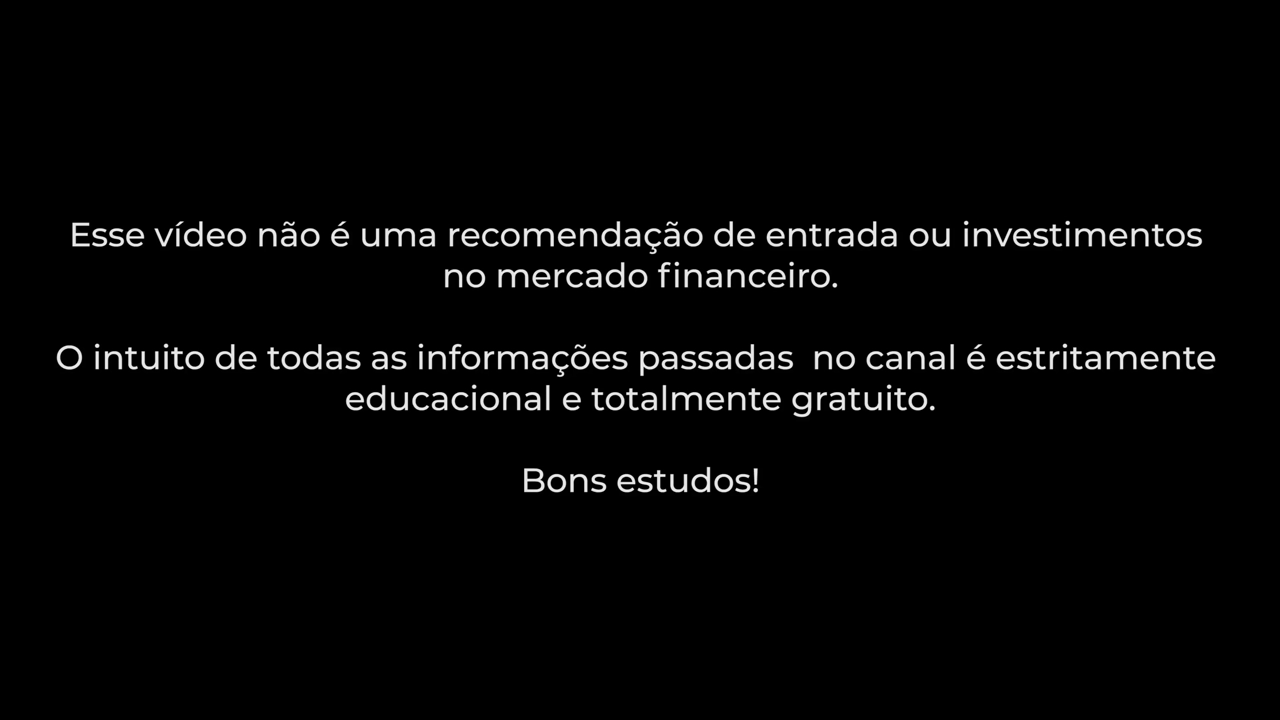 Esse vídeo não é uma recomendação de entrada ou investimentos
no mercado financeiro.
O intuito de todas as informações passadas  no canal é estritamente
educacional e totalmente gratuito.
Bons estudos!